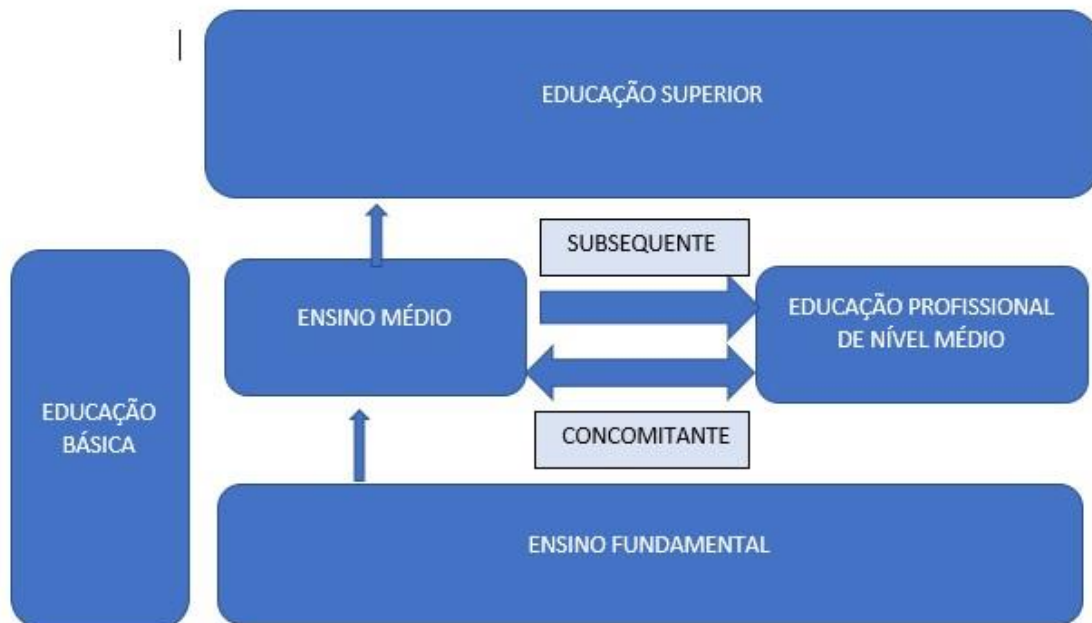 EDUCAÇÃO SUPERIOR
SUBSEQUENTE
ENSINO MÉDIO
EDUCAÇÃO PROFISSIONAL
DE NÍVEL MÉDIO
EDUCAÇÃO
BÁSICA
CONCOMITANTE
ENSINO FUNDAMENTAL